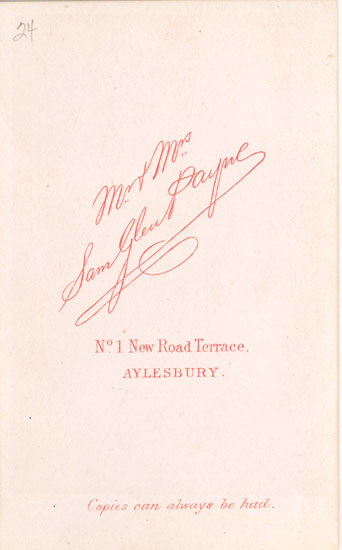 24
Mr & Mrs
Sam Glen Payne
No 1 New Road Terrace.
AYLESBURY.
Copies can always be had.